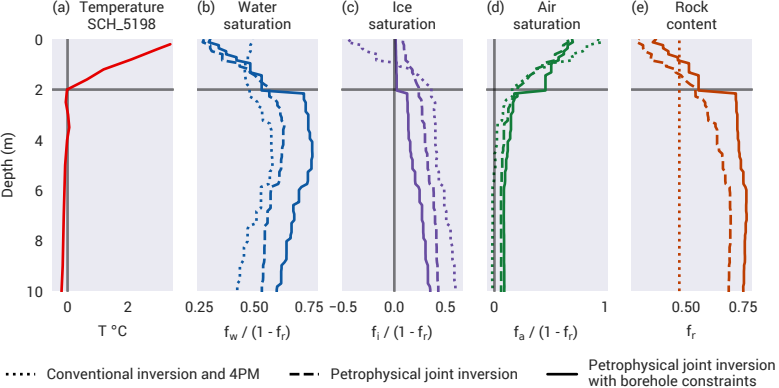 (a) Temperature
SCH_5198
(b) Water
saturation
(c) Ice
saturation
(d) Air
saturation
(e) Rock
content
0
2
4
6
8
10
Depth (m)
0 2
T °C
0.25 0.50 0.75
f_w / (1 - f_r)
−0.5 0.0 0.5
f_i / (1 - f_r)
0 1
f_a / (1 - f_r)
0.50 0.75
f_r
Conventional inversion and 4PM
Petrophysical joint inversion
Petrophysical joint inversion
with borehole constraints